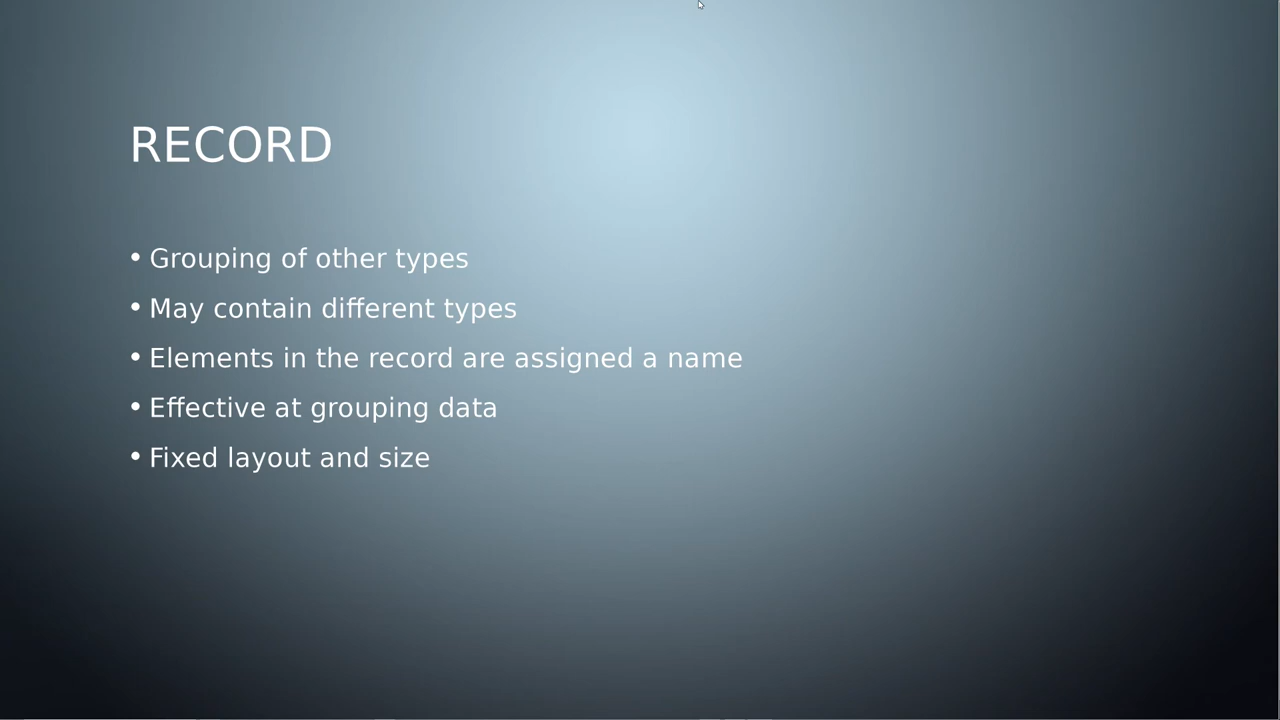 RECORD
• Grouping of other types
• May contain different types
• Elements in the record are assigned a name
• Effective at grouping data
• Fixed layout and size